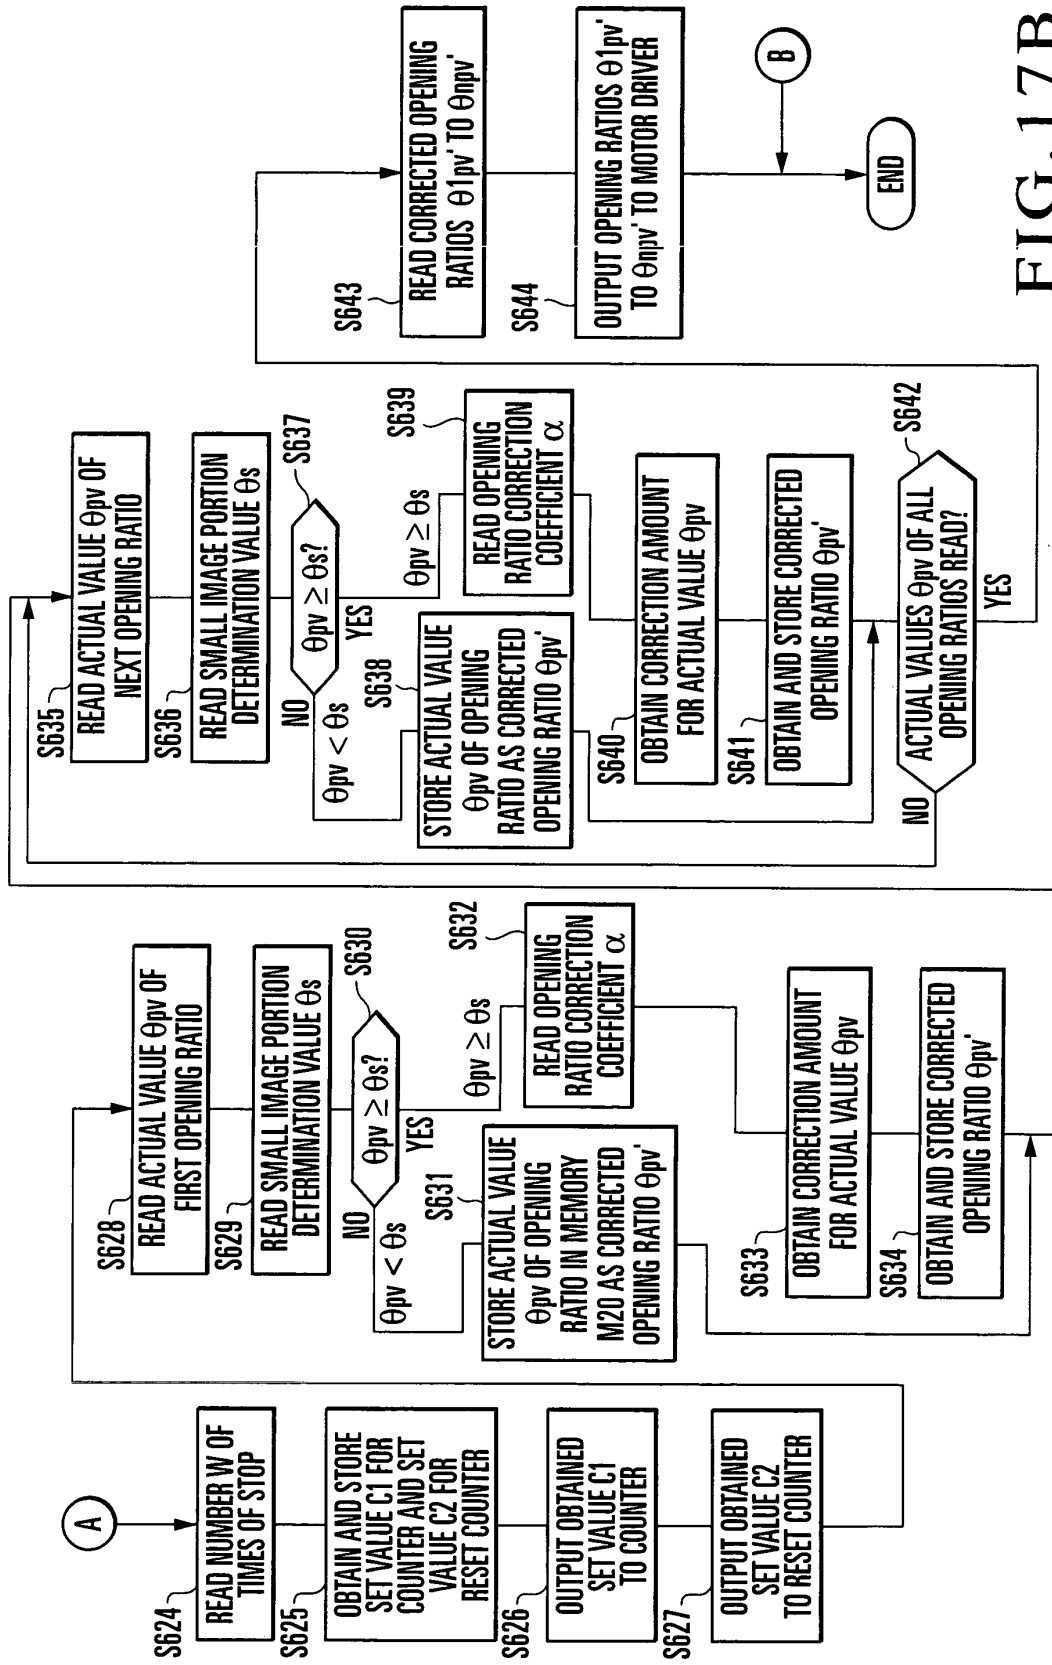 A
S624
READ NUMBER W OF
TIMES OF STOP
S625
OBTAIN AND STORE
SET VALUE C1 FOR
COUNTER AND SET
VALUE C2 FOR
RESET COUNTER
S626
OUTPUT OBTAINED
SET VALUE C1
TO COUNTER
S627
OUTPUT OBTAINED
SET VALUE C2
TO RESET COUNTER
S628
READ ACTUAL VALUE θpv OF
FIRST OPENING RATIO
S629
READ SMALL IMAGE PORTION
DETERMINATION VALUE θs
S630
θpv ≥ θs?
NO
YES
θpv < θs
θpv ≥ θs
S631
STORE ACTUAL VALUE
θpv OF OPENING
RATIO IN MEMORY
M20 AS CORRECTED
OPENING RATIO θpv'
S632
READ OPENING
RATIO CORRECTION
COEFFICIENT α
S633
OBTAIN CORRECTION AMOUNT
FOR ACTUAL VALUE θpv
S634
OBTAIN AND STORE CORRECTED
OPENING RATIO θpv'
S635
READ ACTUAL VALUE θpv OF
NEXT OPENING RATIO
S636
READ SMALL IMAGE PORTION
DETERMINATION VALUE θs
S637
θpv ≥ θs?
NO
YES
θpv < θs
θpv ≥ θs
S638
STORE ACTUAL VALUE
θpv OF OPENING
RATIO AS CORRECTED
OPENING RATIO θpv'
S639
READ OPENING
RATIO CORRECTION
COEFFICIENT α
S640
OBTAIN CORRECTION AMOUNT
FOR ACTUAL VALUE θpv
S641
OBTAIN AND STORE CORRECTED
OPENING RATIO θpv'
S642
ACTUAL VALUES θpv OF ALL
OPENING RATIOS READ?
NO
YES
S643
READ CORRECTED OPENING
RATIOS θ1pv' TO θnpv'
S644
OUTPUT OPENING RATIOS θ1pv'
TO θnpv' TO MOTOR DRIVER
B
END
FIG.17B